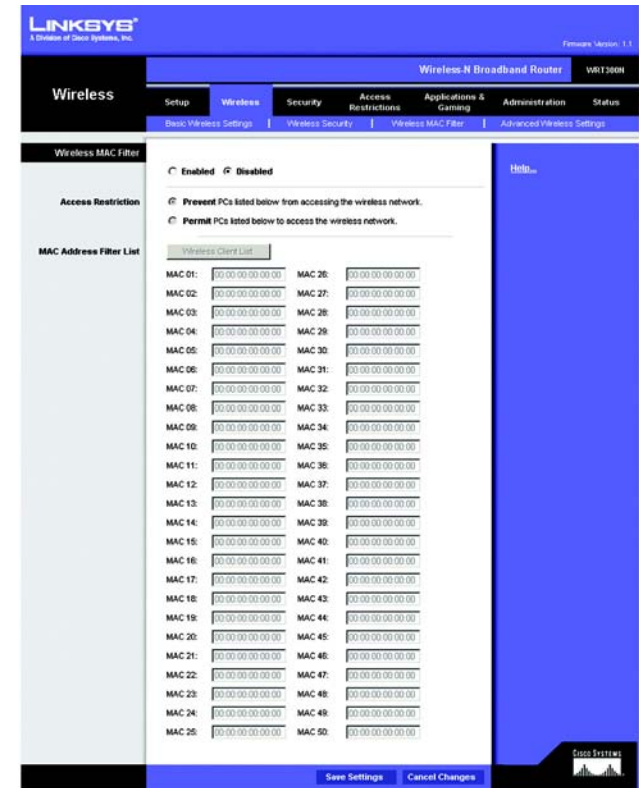 LINKSYS®
A Division of Cisco Systems, Inc.
Firmware Version: 1.1
Wireless-N Broadband Router WRT300N
Wireless
Setup Wireless Security Access Restrictions Applications & Gaming Administration Status
Basic Wireless Settings | Wireless Security | Wireless MAC Filter | Advanced Wireless Settings
Wireless MAC Filter
Enabled Disabled
Help...
Access Restriction
Prevent PCs listed below from accessing the wireless network.
Permit PCs listed below to access the wireless network.
MAC Address Filter List
Wireless Client List
MAC 01: 00:00:00:00:00:00 MAC 26: 00:00:00:00:00:00
MAC 02: 00:00:00:00:00:00 MAC 27: 00:00:00:00:00:00
MAC 03: 00:00:00:00:00:00 MAC 28: 00:00:00:00:00:00
MAC 04: 00:00:00:00:00:00 MAC 29: 00:00:00:00:00:00
MAC 05: 00:00:00:00:00:00 MAC 30: 00:00:00:00:00:00
MAC 06: 00:00:00:00:00:00 MAC 31: 00:00:00:00:00:00
MAC 07: 00:00:00:00:00:00 MAC 32: 00:00:00:00:00:00
MAC 08: 00:00:00:00:00:00 MAC 33: 00:00:00:00:00:00
MAC 09: 00:00:00:00:00:00 MAC 34: 00:00:00:00:00:00
MAC 10: 00:00:00:00:00:00 MAC 35: 00:00:00:00:00:00
MAC 11: 00:00:00:00:00:00 MAC 36: 00:00:00:00:00:00
MAC 12: 00:00:00:00:00:00 MAC 37: 00:00:00:00:00:00
MAC 13: 00:00:00:00:00:00 MAC 38: 00:00:00:00:00:00
MAC 14: 00:00:00:00:00:00 MAC 39: 00:00:00:00:00:00
MAC 15: 00:00:00:00:00:00 MAC 40: 00:00:00:00:00:00
MAC 16: 00:00:00:00:00:00 MAC 41: 00:00:00:00:00:00
MAC 17: 00:00:00:00:00:00 MAC 42: 00:00:00:00:00:00
MAC 18: 00:00:00:00:00:00 MAC 43: 00:00:00:00:00:00
MAC 19: 00:00:00:00:00:00 MAC 44: 00:00:00:00:00:00
MAC 20: 00:00:00:00:00:00 MAC 45: 00:00:00:00:00:00
MAC 21: 00:00:00:00:00:00 MAC 46: 00:00:00:00:00:00
MAC 22: 00:00:00:00:00:00 MAC 47: 00:00:00:00:00:00
MAC 23: 00:00:00:00:00:00 MAC 48: 00:00:00:00:00:00
MAC 24: 00:00:00:00:00:00 MAC 49: 00:00:00:00:00:00
MAC 25: 00:00:00:00:00:00 MAC 50: 00:00:00:00:00:00
CISCO SYSTEMS
Save Settings Cancel Changes